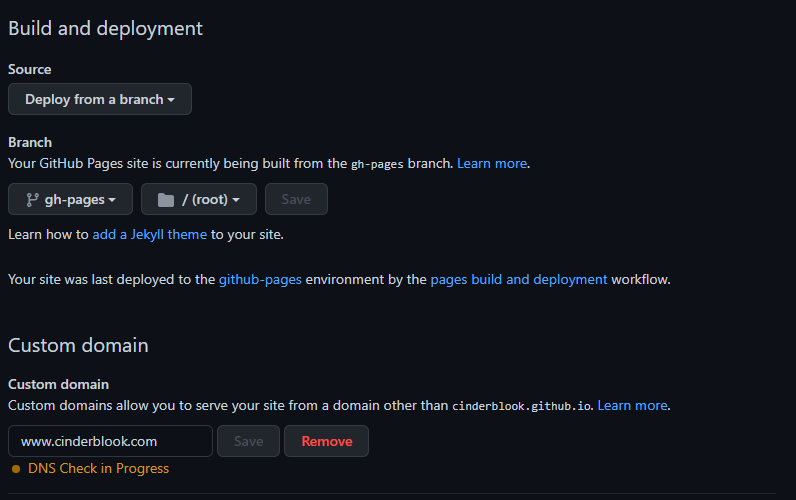 Build and deployment
Source
Deploy from a branch
Branch
Your GitHub Pages site is currently being built from the gh-pages branch. Learn more.
gh-pages / (root) Save
Learn how to add a Jekyll theme to your site.
Your site was last deployed to the github-pages environment by the pages build and deployment workflow.
Custom domain
Custom domain
Custom domains allow you to serve your site from a domain other than cinderblook.github.io. Learn more.
www.cinderblook.com Save Remove
DNS Check in Progress